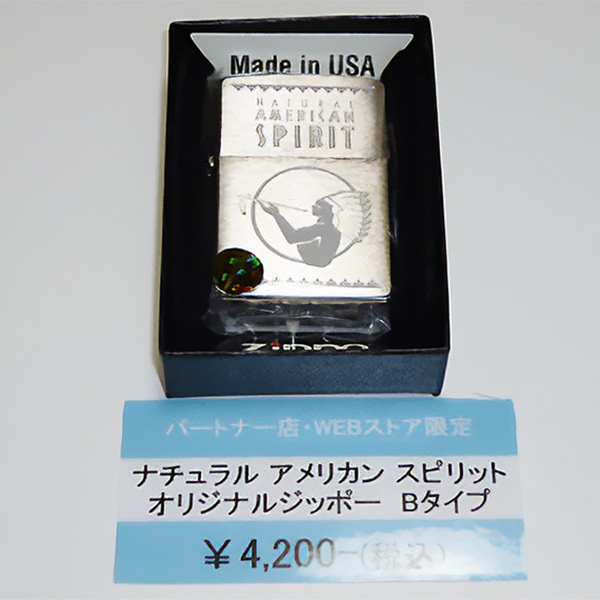 Made in USA
NATURAL
AMERICAN
SPIRIT
Zippo
パートナー店・WEBストア限定
ナチュラル アメリカン スピリット
オリジナルジッポー Bタイプ
￥4,200-(税込)